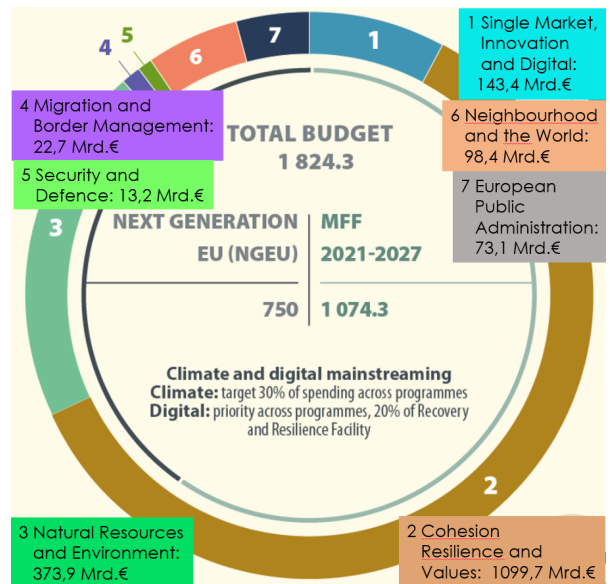 1 Single Market,
Innovation
and Digital:
143,4 Mrd.€
6 Neighbourhood
and the World:
98,4 Mrd.€
7 European
Public
Administration:
73,1 Mrd.€
4 Migration and
Border Management:
22,7 Mrd.€
5 Security and
Defence: 13,2 Mrd.€
4
5
6
7
1
3
2
TOTAL BUDGET
1 824.3
NEXT GENERATION
EU (NGEU)
750
MFF
2021-2027
1 074.3
Climate and digital mainstreaming
Climate: target 30% of spending across programmes
Digital: priority across programmes, 20% of Recovery
and Resilience Facility
3 Natural Resources
and Environment:
373,9 Mrd.€
2 Cohesion
Resilience and
Values: 1099,7 Mrd.€